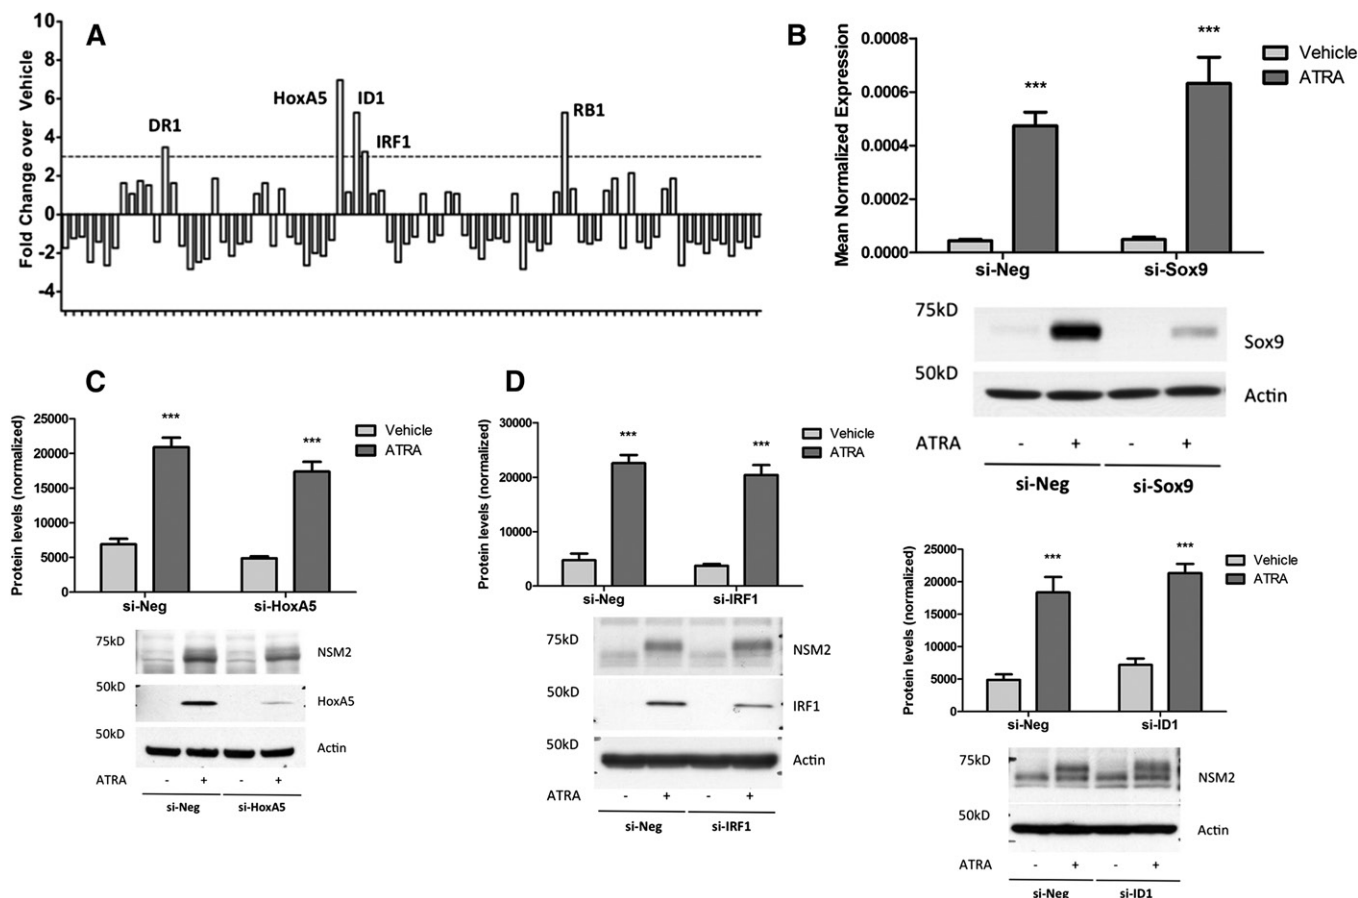 A
Fold Change over Vehicle
10
8
6
4
2
0
-2
-4
DR1
HoxA5
ID1
IRF1
RB1
B
Mean Normalized Expression
0.0008
0.0006
0.0004
0.0002
0.0000
***
***
Vehicle
ATRA
si-Neg
si-Sox9
75kD
Sox9
50kD
Actin
ATRA - + - +
si-Neg si-Sox9
C
Protein levels (normalized)
25000
20000
15000
10000
5000
0
***
***
Vehicle
ATRA
si-Neg
si-HoxA5
75kD
NSM2
50kD
HoxA5
50kD
Actin
ATRA - + - +
si-Neg si-HoxA5
D
Protein levels (normalized)
30000
20000
10000
0
***
***
Vehicle
ATRA
si-Neg
si-IRF1
75kD
NSM2
50kD
IRF1
50kD
Actin
ATRA - + - +
si-Neg si-IRF1
Protein levels (normalized)
25000
20000
15000
10000
5000
0
***
***
Vehicle
ATRA
si-Neg
si-ID1
75kD
NSM2
50kD
Actin
ATRA - + - +
si-Neg si-ID1